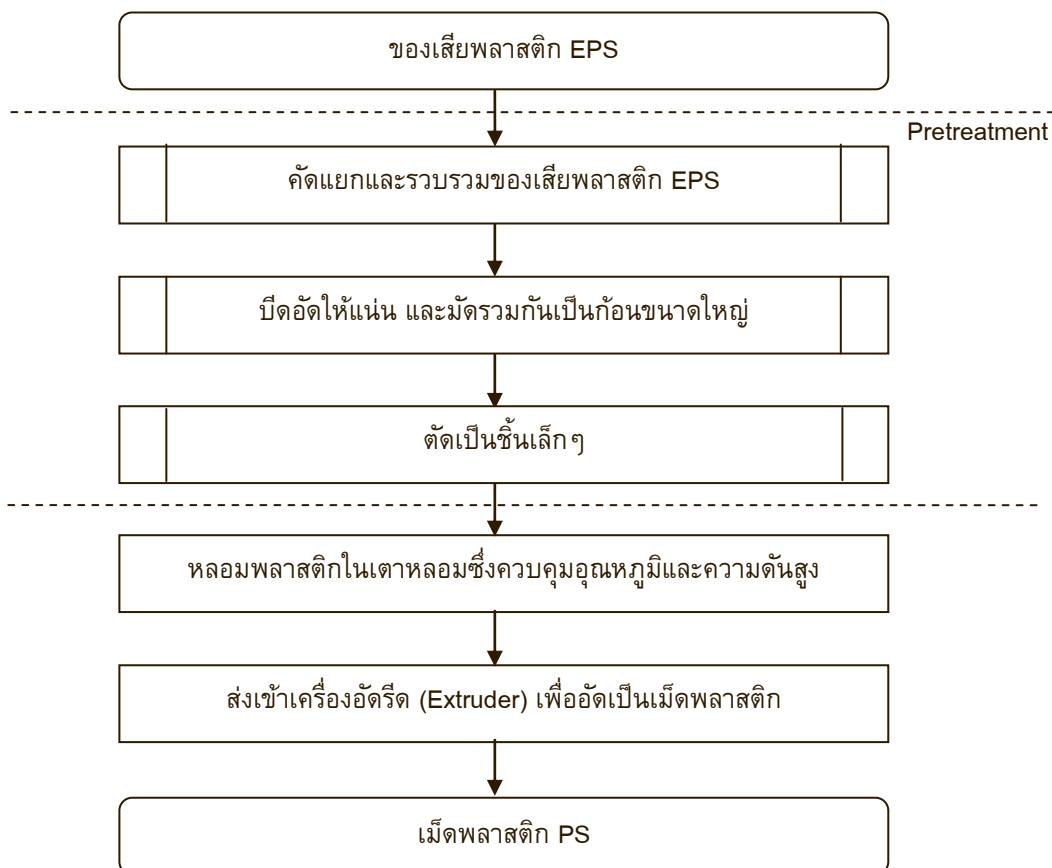 ของเสียพลาสติก EPS
Pretreatment
คัดแยกและรวบรวมของเสียพลาสติก EPS
บีดอัดให้แน่น และมัดรวมกันเป็นก้อนขนาดใหญ่
ตัดเป็นชิ้นเล็กๆ
หลอมพลาสติกในเตาหลอมซึ่งควบคุมอุณหภูมิและความดันสูง
ส่งเข้าเครื่องอัดรีด (Extruder) เพื่ออัดเป็นเม็ดพลาสติก
เม็ดพลาสติก PS